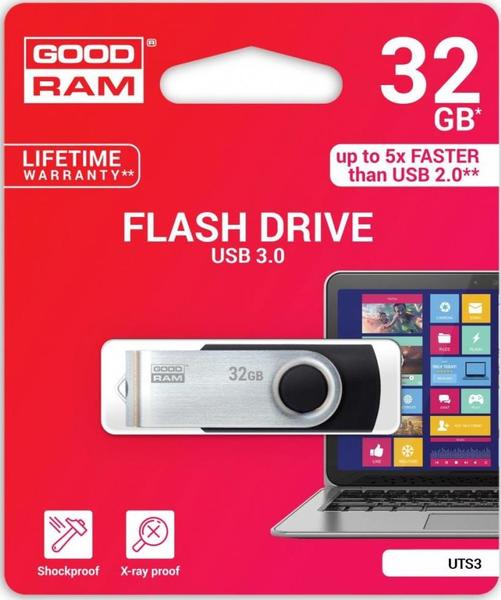 GOOD
RAM®
32
GB*
LIFETIME
WARRANTY**
up to 5x FASTER
than USB 2.0**
FLASH DRIVE
USB 3.0
GOOD
RAM
32GB
Shockproof
X-ray proof
UTS3